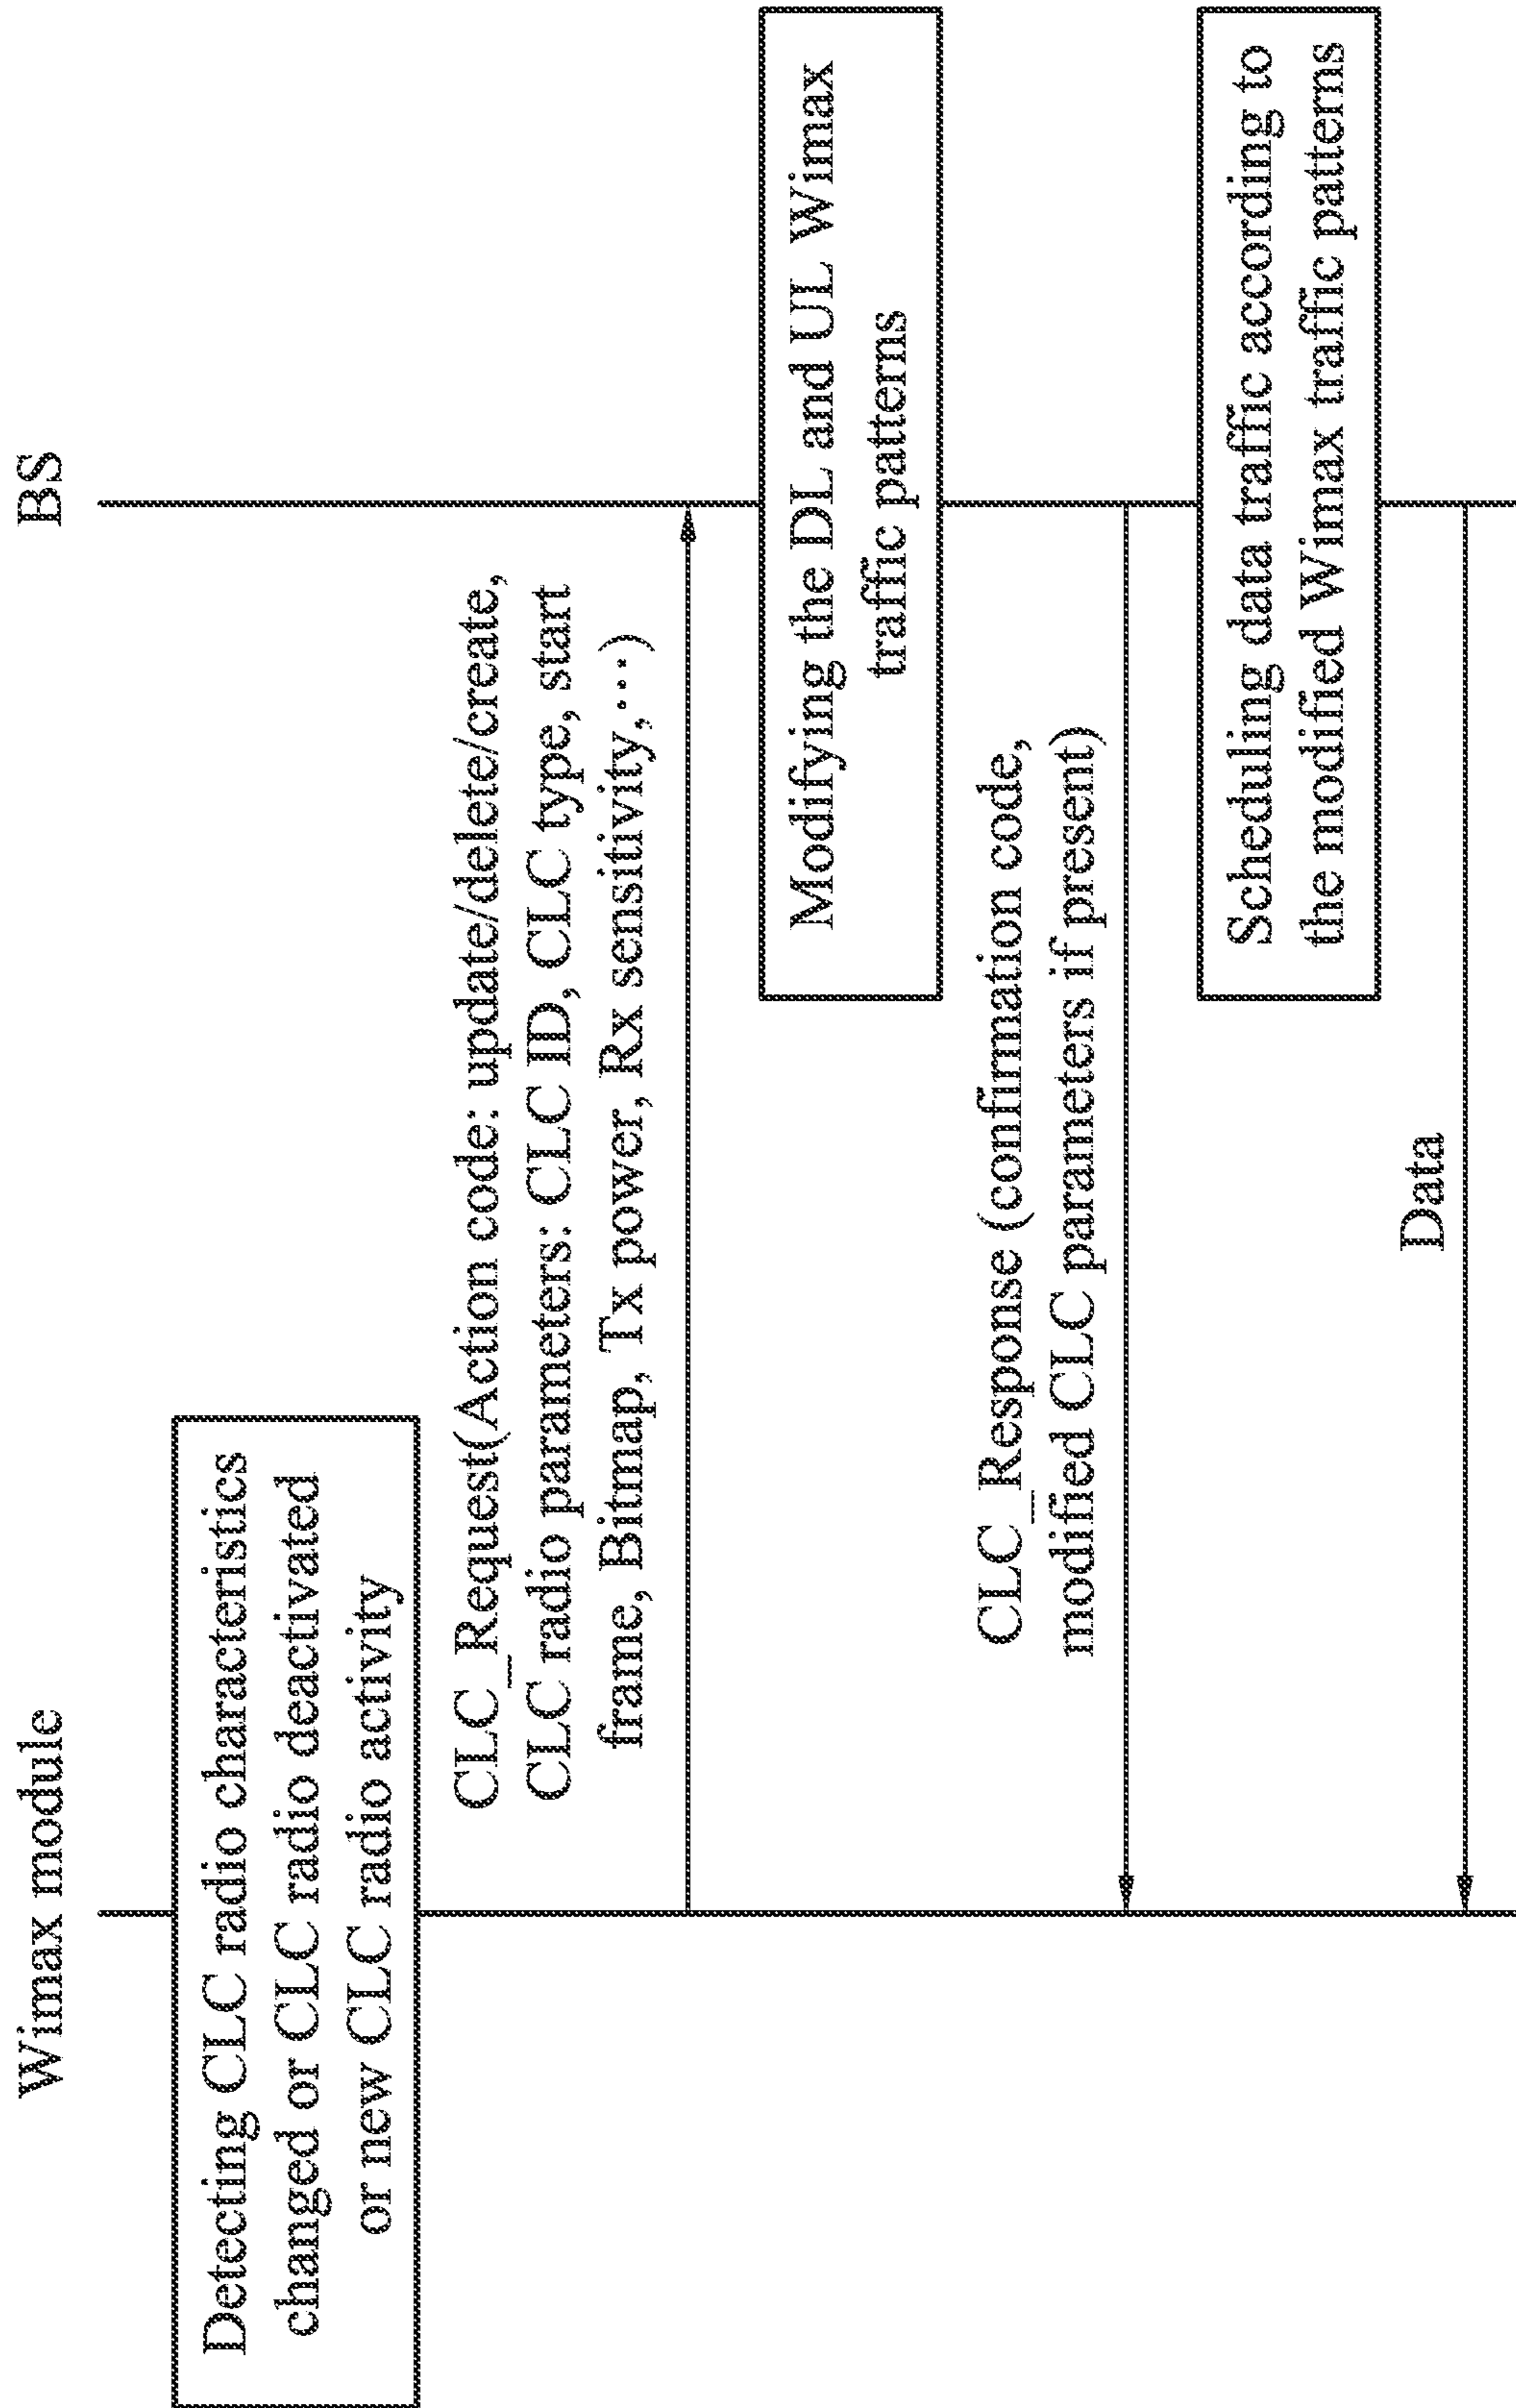 Wimax module
BS
Detecting CLC radio characteristics
changed or CLC radio deactivated
or new CLC radio activity
CLC_Request(Action code: update/delete/create,
CLC radio parameters: CLC ID, CLC type, start
frame, Bitmap, Tx power, Rx sensitivity,···)
Modifying the DL and UL Wimax
traffic patterns
CLC_Response (confirmation code,
modified CLC parameters if present)
Scheduling data traffic according to
the modified Wimax traffic patterns
Data